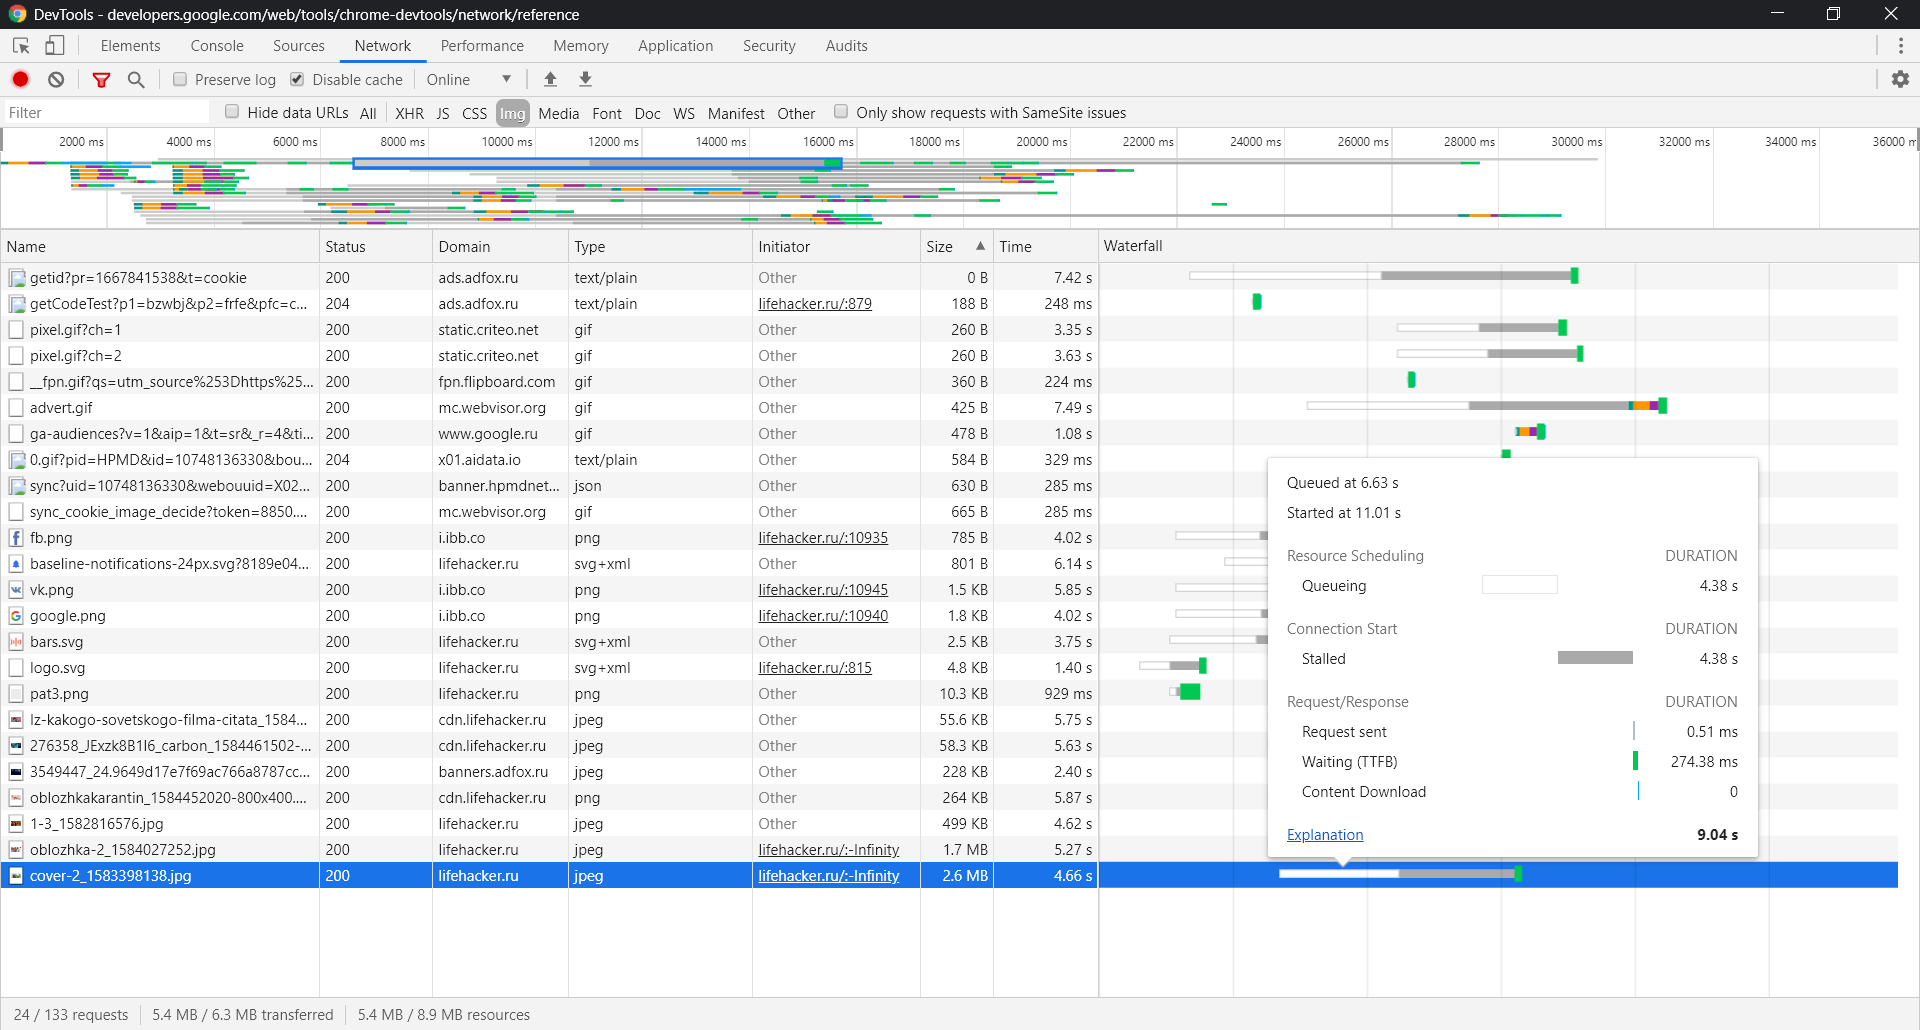 DevTools - developers.google.com/web/tools/chrome-devtools/network/reference
Elements Console Sources Network Performance Memory Application Security Audits
Preserve log Disable cache Online
Filter Hide data URLs All XHR JS CSS Img Media Font Doc WS Manifest Other Only show requests with SameSite issues
2000 ms 4000 ms 6000 ms 8000 ms 10000 ms 12000 ms 14000 ms 16000 ms 18000 ms 20000 ms 22000 ms 24000 ms 26000 ms 28000 ms 30000 ms 32000 ms 34000 ms 36000 m
Name Status Domain Type Initiator Size Time Waterfall
getid?pr=1667841538&t=cookie 200 ads.adfox.ru text/plain Other 0 B 7.42 s
getCodeTest?p1=bzwbj&p2=frfe&pfc=c... 204 ads.adfox.ru text/plain lifehacker.ru/:879 188 B 248 ms
pixel.gif?ch=1 200 static.criteo.net gif Other 260 B 3.35 s
pixel.gif?ch=2 200 static.criteo.net gif Other 260 B 3.63 s
__fpn.gif?qs=utm_source%253Dhttps%25... 200 fpn.flipboard.com gif Other 360 B 224 ms
advert.gif 200 mc.webvisor.org gif Other 425 B 7.49 s
ga-audiences?v=1&aip=1&t=sr&_r=4&ti... 200 www.google.ru gif Other 478 B 1.08 s
0.gif?pid=HPMD&id=10748136330&bou... 204 x01.aidata.io text/plain Other 584 B 329 ms
sync?uid=10748136330&webouuid=X02... 200 banner.hpmdnet... json Other 630 B 285 ms
sync_cookie_image_decide?token=8850.... 200 mc.webvisor.org gif Other 665 B 285 ms
fb.png 200 i.ibb.co png lifehacker.ru/:10935 785 B 4.02 s
baseline-notifications-24px.svg?8189e04... 200 lifehacker.ru svg+xml Other 801 B 6.14 s
vk.png 200 i.ibb.co png lifehacker.ru/:10945 1.5 KB 5.85 s
google.png 200 i.ibb.co png lifehacker.ru/:10940 1.8 KB 4.02 s
bars.svg 200 lifehacker.ru svg+xml Other 2.5 KB 3.75 s
logo.svg 200 lifehacker.ru svg+xml lifehacker.ru/:815 4.8 KB 1.40 s
pat3.png 200 lifehacker.ru png Other 10.3 KB 929 ms
Iz-kakogo-sovetskogo-filma-citata_1584... 200 cdn.lifehacker.ru jpeg Other 55.6 KB 5.75 s
276358_JExzk8B1I6_carbon_1584461502-... 200 cdn.lifehacker.ru jpeg Other 58.3 KB 5.63 s
3549447_24.9649d17e7f69ac766a8787cc... 200 banners.adfox.ru jpeg Other 228 KB 2.40 s
oblozhkakarantin_1584452020-800x400.... 200 cdn.lifehacker.ru png Other 264 KB 5.87 s
1-3_1582816576.jpg 200 lifehacker.ru jpeg Other 499 KB 4.62 s
oblozhka-2_1584027252.jpg 200 lifehacker.ru jpeg lifehacker.ru/:-Infinity 1.7 MB 5.27 s
cover-2_1583398138.jpg 200 lifehacker.ru jpeg lifehacker.ru/:-Infinity 2.6 MB 4.66 s
Queued at 6.63 s
Started at 11.01 s
Resource Scheduling DURATION
Queueing 4.38 s
Connection Start DURATION
Stalled 4.38 s
Request/Response DURATION
Request sent 0.51 ms
Waiting (TTFB) 274.38 ms
Content Download 0
Explanation 9.04 s
24 / 133 requests 5.4 MB / 6.3 MB transferred 5.4 MB / 8.9 MB resources